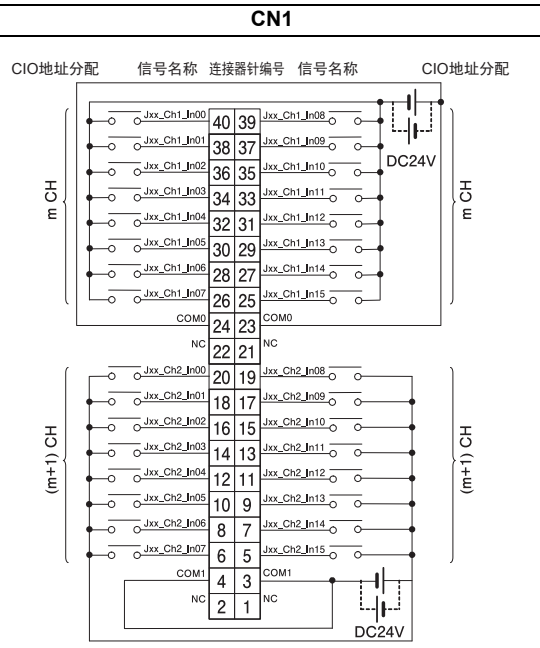 CN1
CIO地址分配 信号名称 连接器针编号 信号名称 CIO地址分配
Jxx_Ch1_In00 40 39 Jxx_Ch1_In08
Jxx_Ch1_In01 38 37 Jxx_Ch1_In09
DC24V
Jxx_Ch1_In02 36 35 Jxx_Ch1_In10
m CH
Jxx_Ch1_In03 34 33 Jxx_Ch1_In11
m CH
Jxx_Ch1_In04 32 31 Jxx_Ch1_In12
Jxx_Ch1_In05 30 29 Jxx_Ch1_In13
Jxx_Ch1_In06 28 27 Jxx_Ch1_In14
Jxx_Ch1_In07 26 25 Jxx_Ch1_In15
COM0 24 23 COM0
NC 22 21 NC
Jxx_Ch2_In00 20 19 Jxx_Ch2_In08
Jxx_Ch2_In01 18 17 Jxx_Ch2_In09
Jxx_Ch2_In02 16 15 Jxx_Ch2_In10
(m+1) CH
Jxx_Ch2_In03 14 13 Jxx_Ch2_In11
(m+1) CH
Jxx_Ch2_In04 12 11 Jxx_Ch2_In12
Jxx_Ch2_In05 10 9 Jxx_Ch2_In13
Jxx_Ch2_In06 8 7 Jxx_Ch2_In14
Jxx_Ch2_In07 6 5 Jxx_Ch2_In15
COM1 4 3 COM1
NC 2 1 NC
DC24V